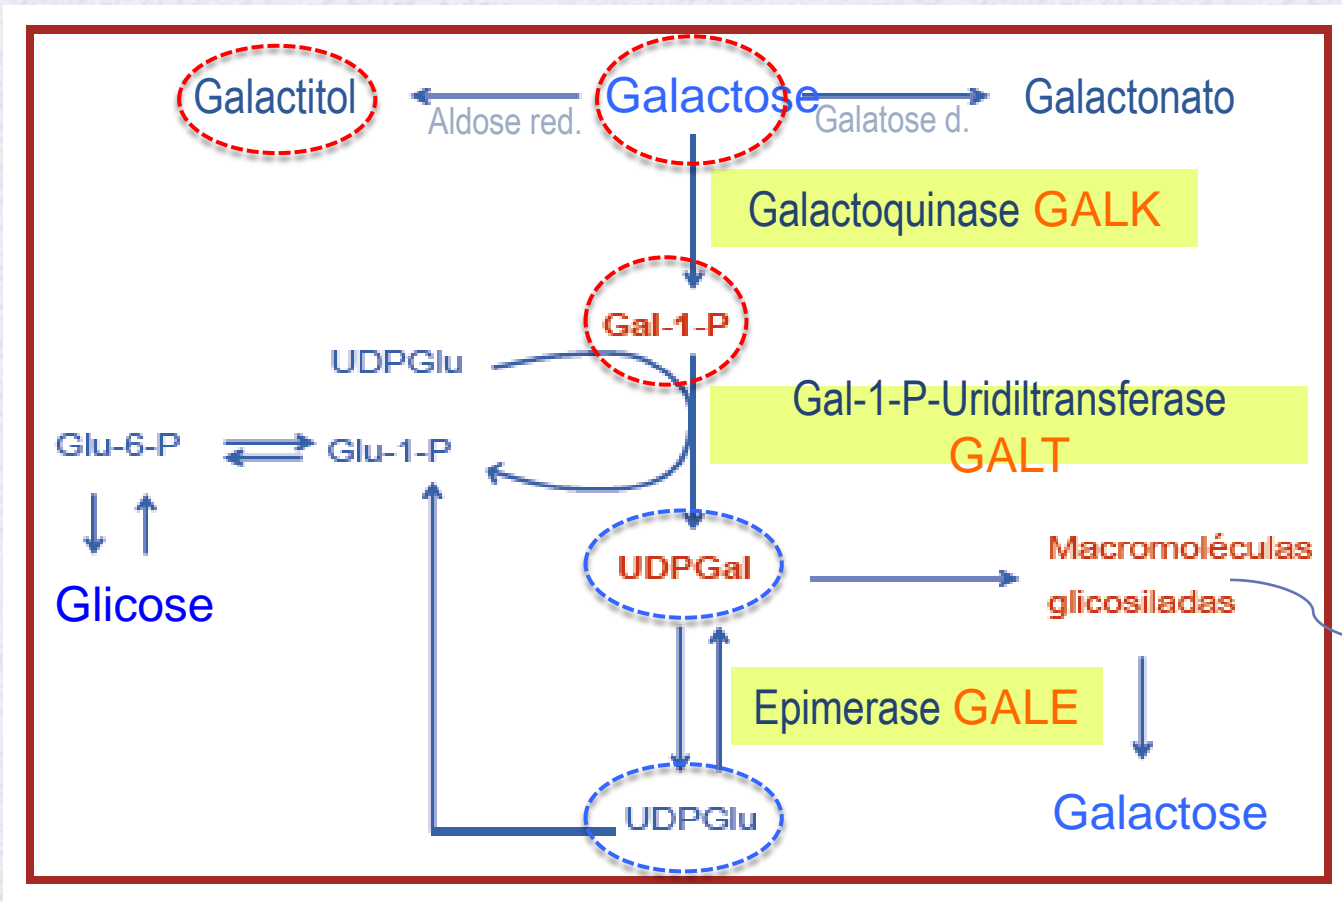 Galactitol
Aldose red.
Galactose
Galatose d.
Galactonato
Galactoquinase GALK
Gal-1-P
UDPGlu
Gal-1-P-Uridiltransferase
GALT
Glu-6-P
Glu-1-P
UDPGal
Macromoléculas
glicosiladas
Glicose
Epimerase GALE
UDPGlu
Galactose